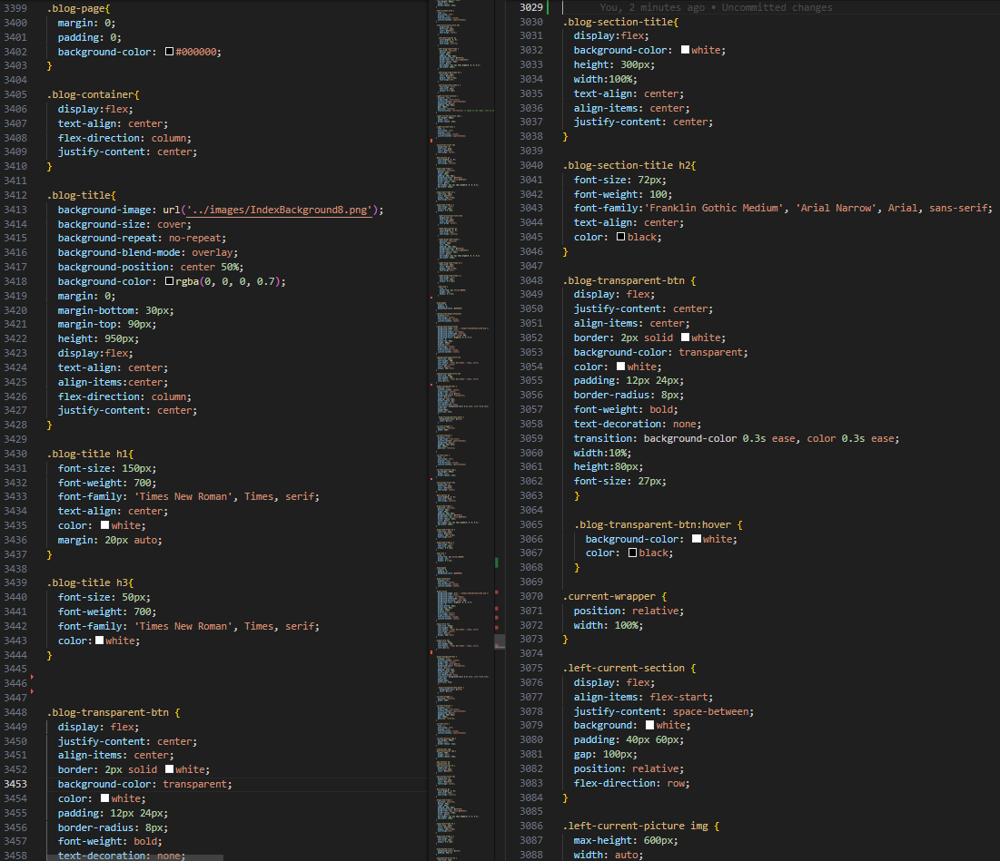 3399 .blog-page{
3400 margin: 0;
3401 padding: 0;
3402 background-color: #000000;
3403 }
3404
3405 .blog-container{
3406 display:flex;
3407 text-align: center;
3408 flex-direction: column;
3409 justify-content: center;
3410 }
3411
3412 .blog-title{
3413 background-image: url('../images/IndexBackground8.png');
3414 background-size: cover;
3415 background-repeat: no-repeat;
3416 background-blend-mode: overlay;
3417 background-position: center 50%;
3418 background-color: rgba(0, 0, 0, 0.7);
3419 margin: 0;
3420 margin-bottom: 30px;
3421 margin-top: 90px;
3422 height: 950px;
3423 display:flex;
3424 text-align: center;
3425 align-items:center;
3426 flex-direction: column;
3427 justify-content: center;
3428 }
3429
3430 .blog-title h1{
3431 font-size: 150px;
3432 font-weight: 700;
3433 font-family: 'Times New Roman', Times, serif;
3434 text-align: center;
3435 color: white;
3436 margin: 20px auto;
3437 }
3438
3439 .blog-title h3{
3440 font-size: 50px;
3441 font-weight: 700;
3442 font-family: 'Times New Roman', Times, serif;
3443 color: white;
3444 }
3445
3446
3447
3448 .blog-transparent-btn {
3449 display: flex;
3450 justify-content: center;
3451 align-items: center;
3452 border: 2px solid white;
3453 background-color: transparent;
3454 color: white;
3455 padding: 12px 24px;
3456 border-radius: 8px;
3457 font-weight: bold;
3458 text-decoration: none;
3029 You, 2 minutes ago • Uncommitted changes
3030 .blog-section-title{
3031 display:flex;
3032 background-color: white;
3033 height: 300px;
3034 width:100%;
3035 text-align: center;
3036 align-items: center;
3037 justify-content: center;
3038 }
3039
3040 .blog-section-title h2{
3041 font-size: 72px;
3042 font-weight: 100;
3043 font-family:'Franklin Gothic Medium', 'Arial Narrow', Arial, sans-serif;
3044 text-align: center;
3045 color: black;
3046 }
3047
3048 .blog-transparent-btn {
3049 display: flex;
3050 justify-content: center;
3051 align-items: center;
3052 border: 2px solid white;
3053 background-color: transparent;
3054 color: white;
3055 padding: 12px 24px;
3056 border-radius: 8px;
3057 font-weight: bold;
3058 text-decoration: none;
3059 transition: background-color 0.3s ease, color 0.3s ease;
3060 width:10%;
3061 height:80px;
3062 font-size: 27px;
3063 }
3064
3065 .blog-transparent-btn:hover {
3066 background-color: white;
3067 color: black;
3068 }
3069
3070 .current-wrapper {
3071 position: relative;
3072 width: 100%;
3073 }
3074
3075 .left-current-section {
3076 display: flex;
3077 align-items: flex-start;
3078 justify-content: space-between;
3079 background: white;
3080 padding: 40px 60px;
3081 gap: 100px;
3082 position: relative;
3083 flex-direction: row;
3084 }
3085
3086 .left-current-picture img {
3087 max-height: 600px;
3088 width: auto;